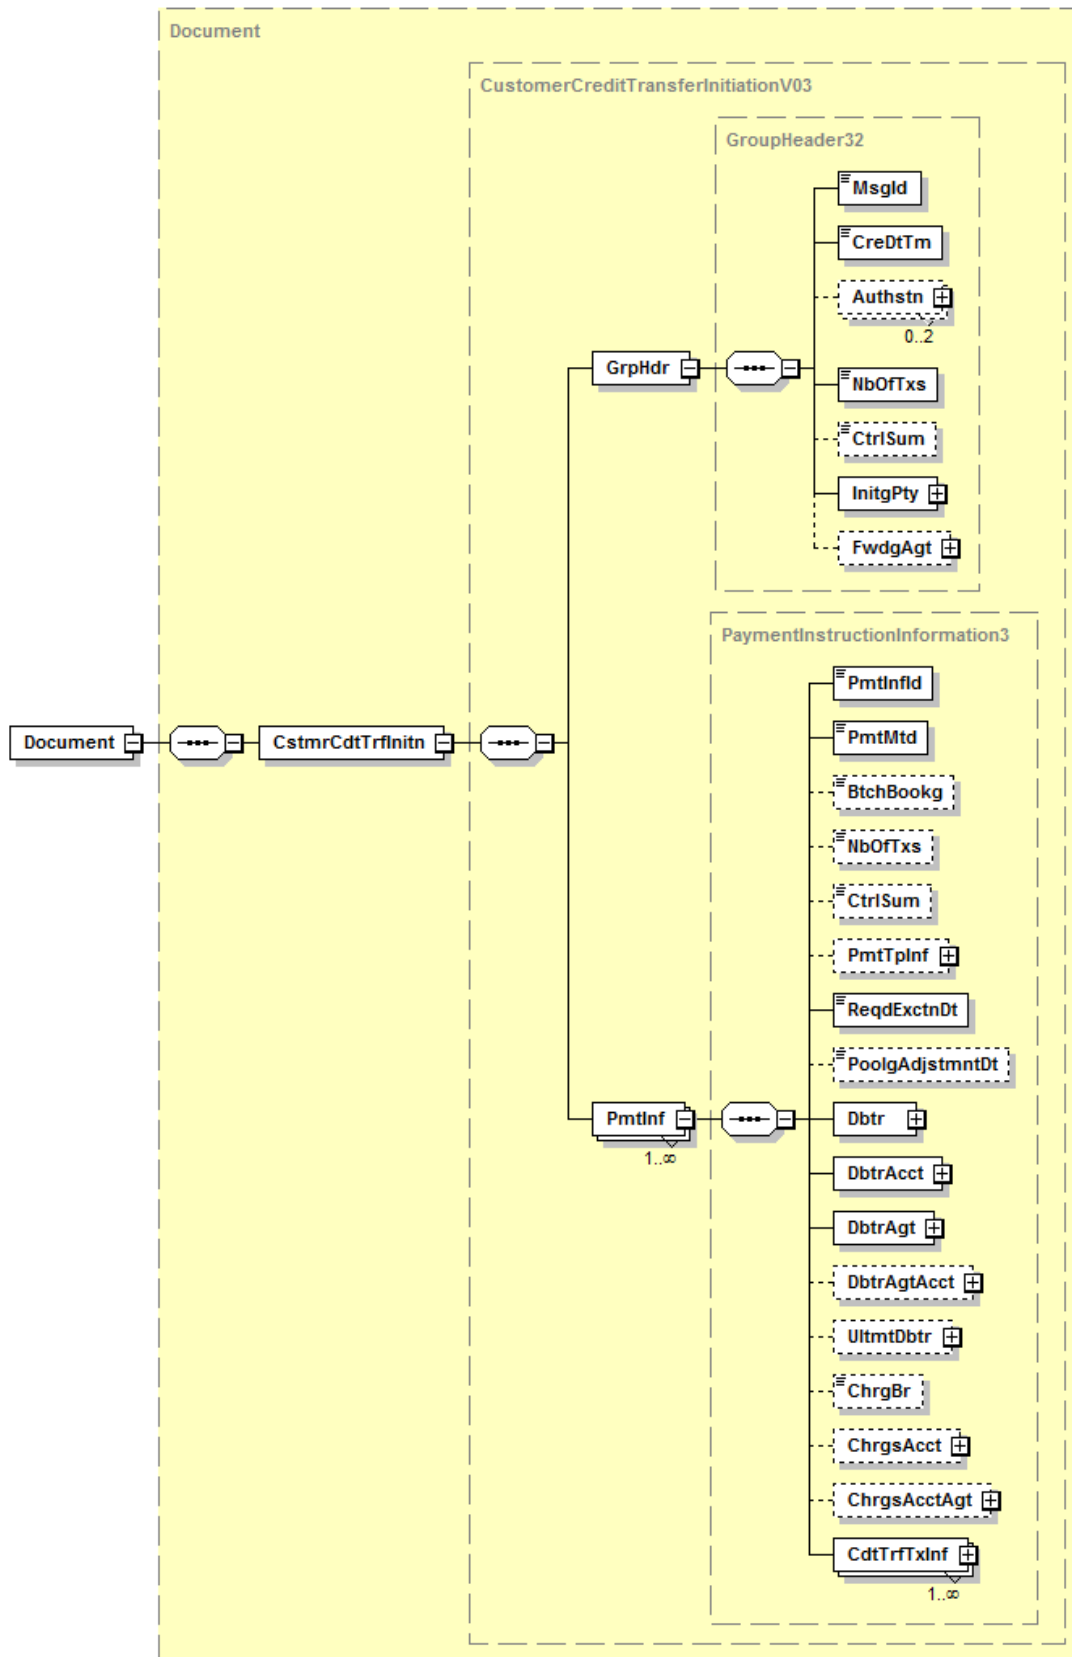 Document
CustomerCreditTransferInitiationV03
GroupHeader32
MsgId
CreDtTm
Authstn
0..2
GrpHdr
NbOfTxs
CtrlSum
InitgPty
FwdgAgt
PaymentInstructionInformation3
PmtInfId
PmtMtd
Document
CstmrCdtTrfInitn
BtchBookg
NbOfTxs
CtrlSum
PmtTpInf
ReqdExctnDt
PoolgAdjstmntDt
PmtInf
1..∞
Dbtr
DbtrAcct
DbtrAgt
DbtrAgtAcct
UltmtDbtr
ChrgBr
ChrgsAcct
ChrgsAcctAgt
CdtTrfTxInf
1..∞